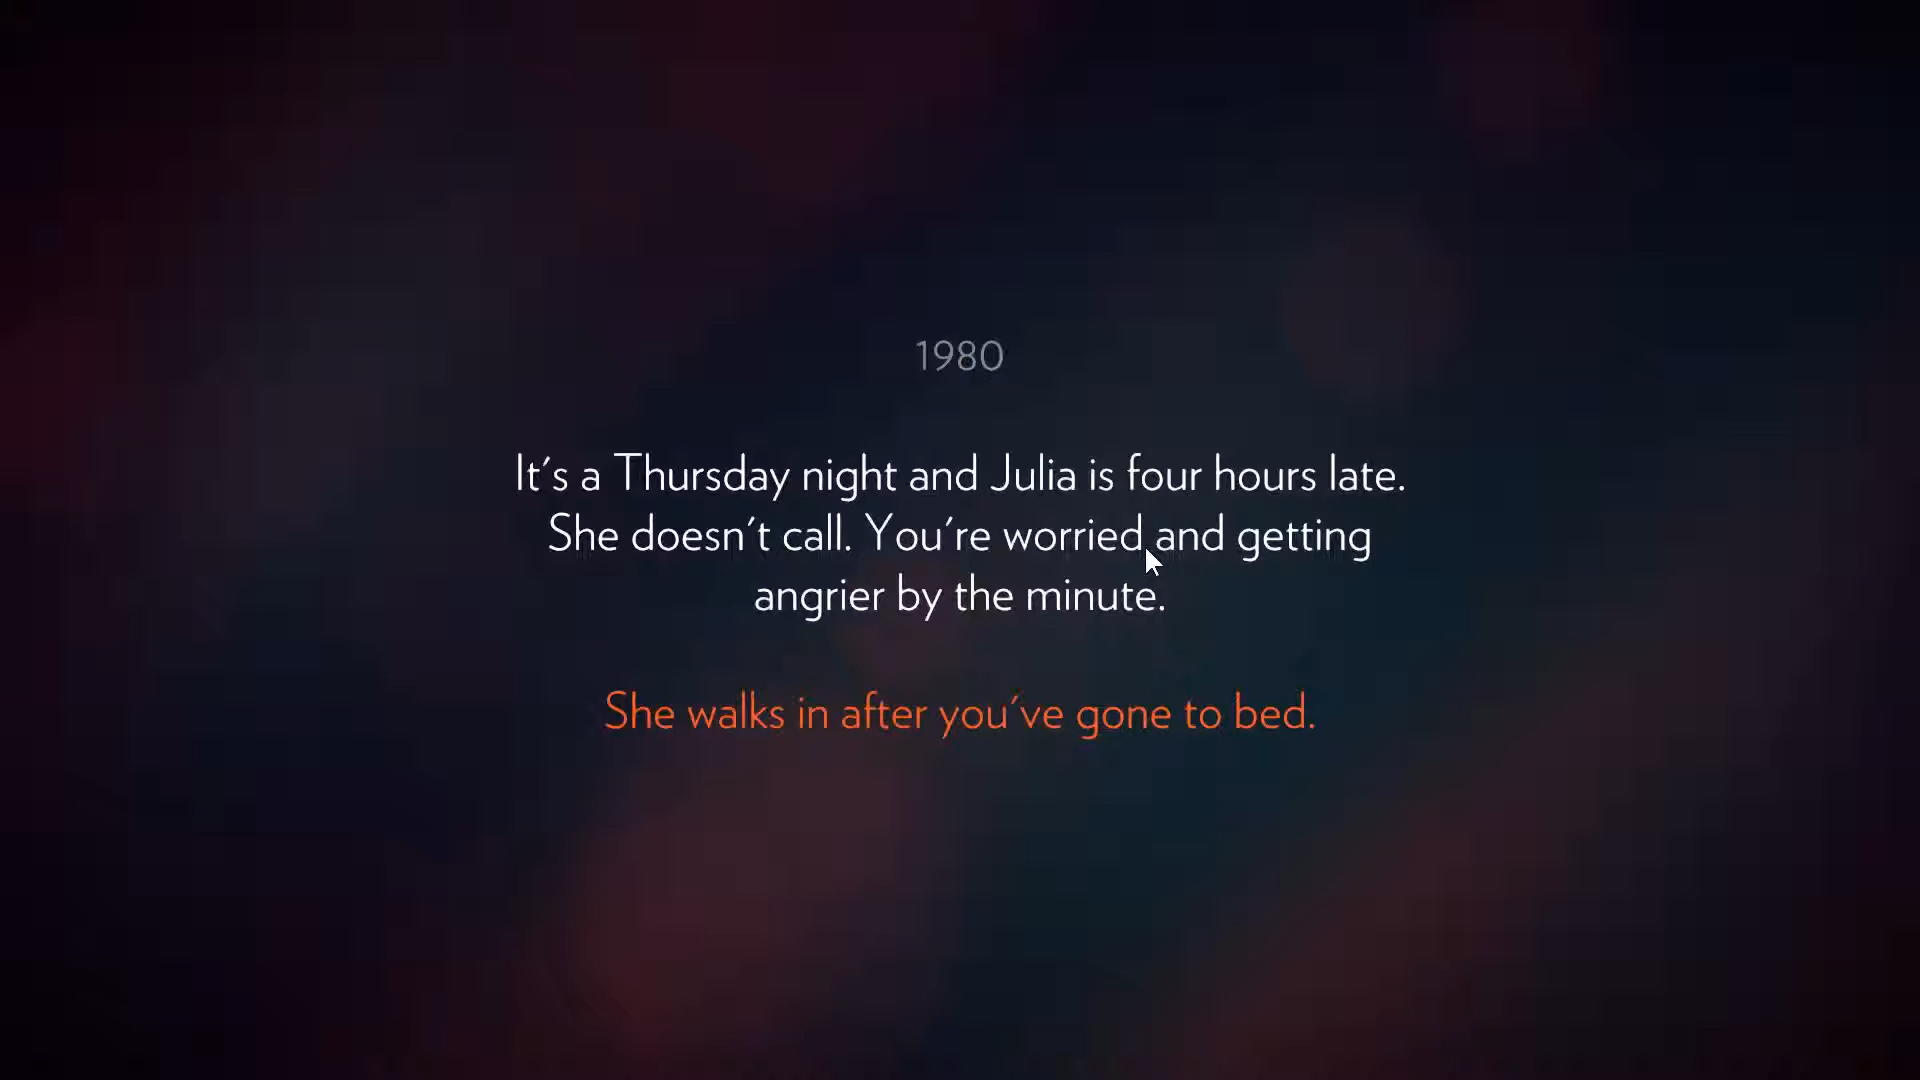 1980
It's a Thursday night and Julia is four hours late.
She doesn't call. You're worried and getting
angrier by the minute.
She walks in after you've gone to bed.